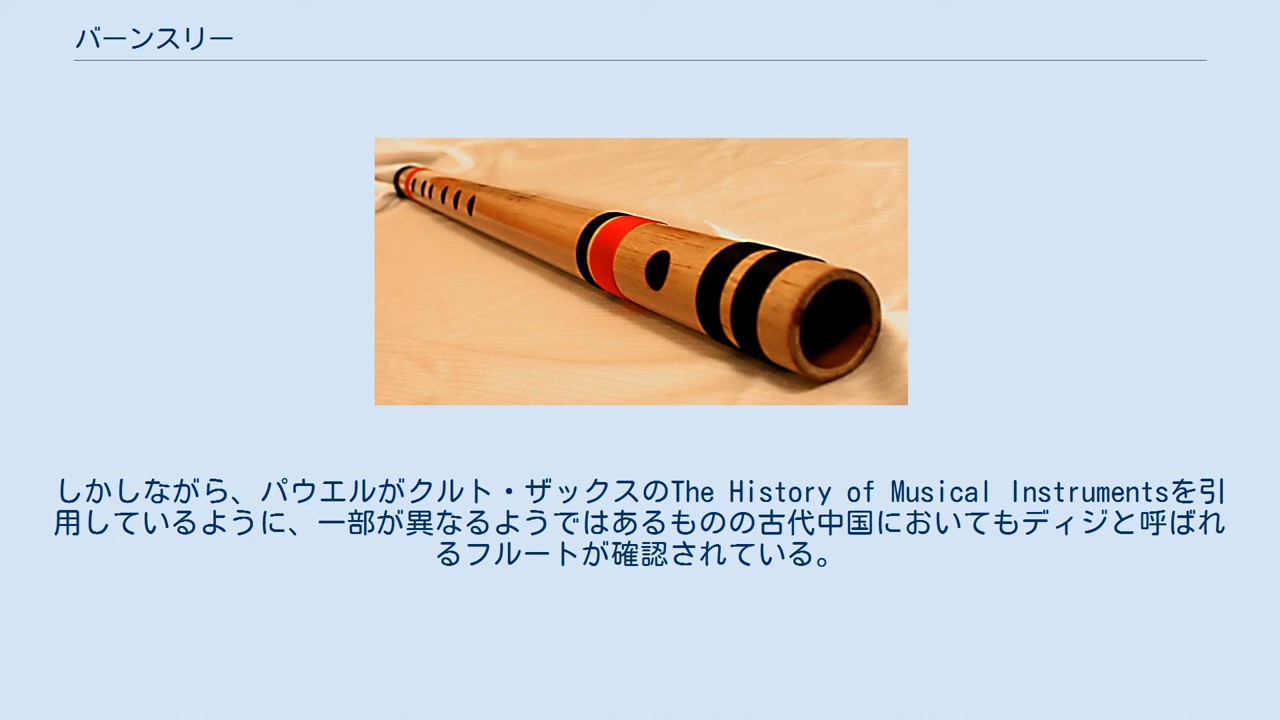 バーンスリー
しかしながら、パウエルがクルト・ザックスのThe History of Musical Instrumentsを引
用しているように、一部が異なるようではあるものの古代中国においてもディジと呼ばれ
るフルートが確認されている。